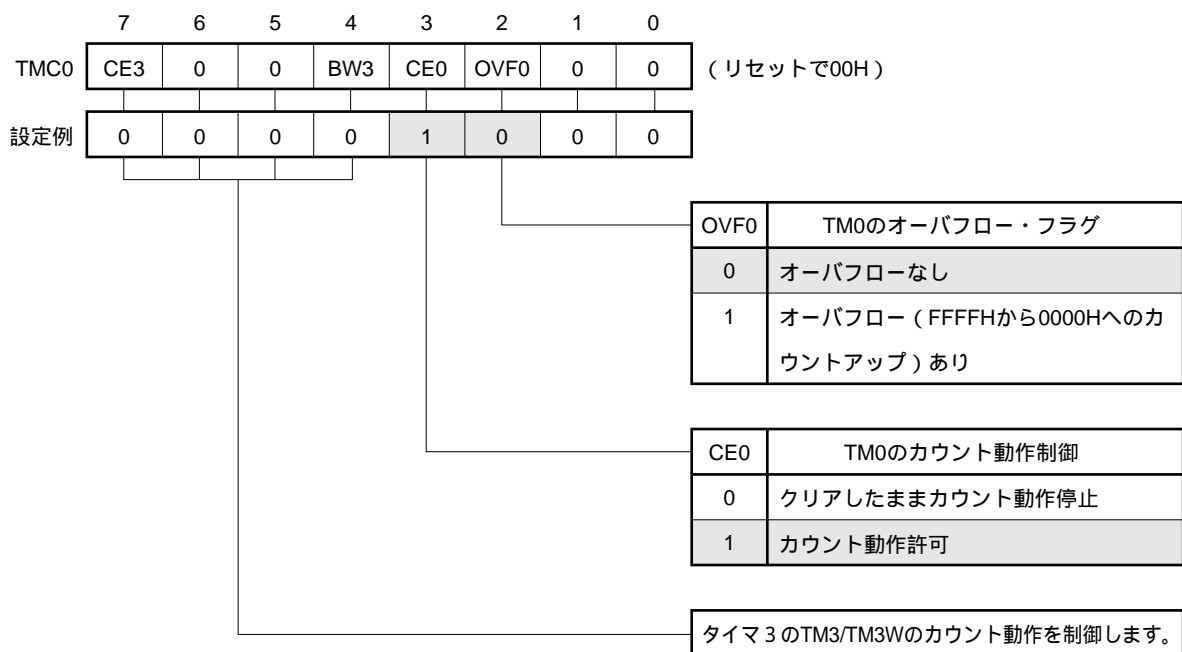 7 6 5 4 3 2 1 0
TMC0 CE3 0 0 BW3 CE0 OVF0 0 0 （リセットで00H）
設定例 0 0 0 0 1 0 0 0
OVF0 TM0のオーバフロー・フラグ
0 オーバフローなし
1 オーバフロー（FFFFHから0000Hへのカ
ウントアップ）あり
CE0 TM0のカウント動作制御
0 クリアしたままカウント動作停止
1 カウント動作許可
タイマ3のTM3/TM3Wのカウント動作を制御します。